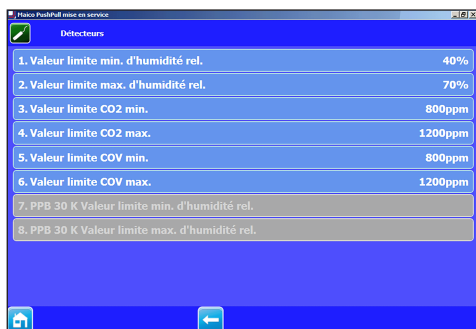 Maico PushPull mise en service
Détecteurs
1. Valeur limite min. d'humidité rel. 40%
2. Valeur limite max. d'humidité rel. 70%
3. Valeur limite CO2 min. 800ppm
4. Valeur limite CO2 max. 1200ppm
5. Valeur limite COV min. 800ppm
6. Valeur limite COV max. 1200ppm
7. PPB 30 K Valeur limite min. d'humidité rel.
8. PPB 30 K Valeur limite max. d'humidité rel.